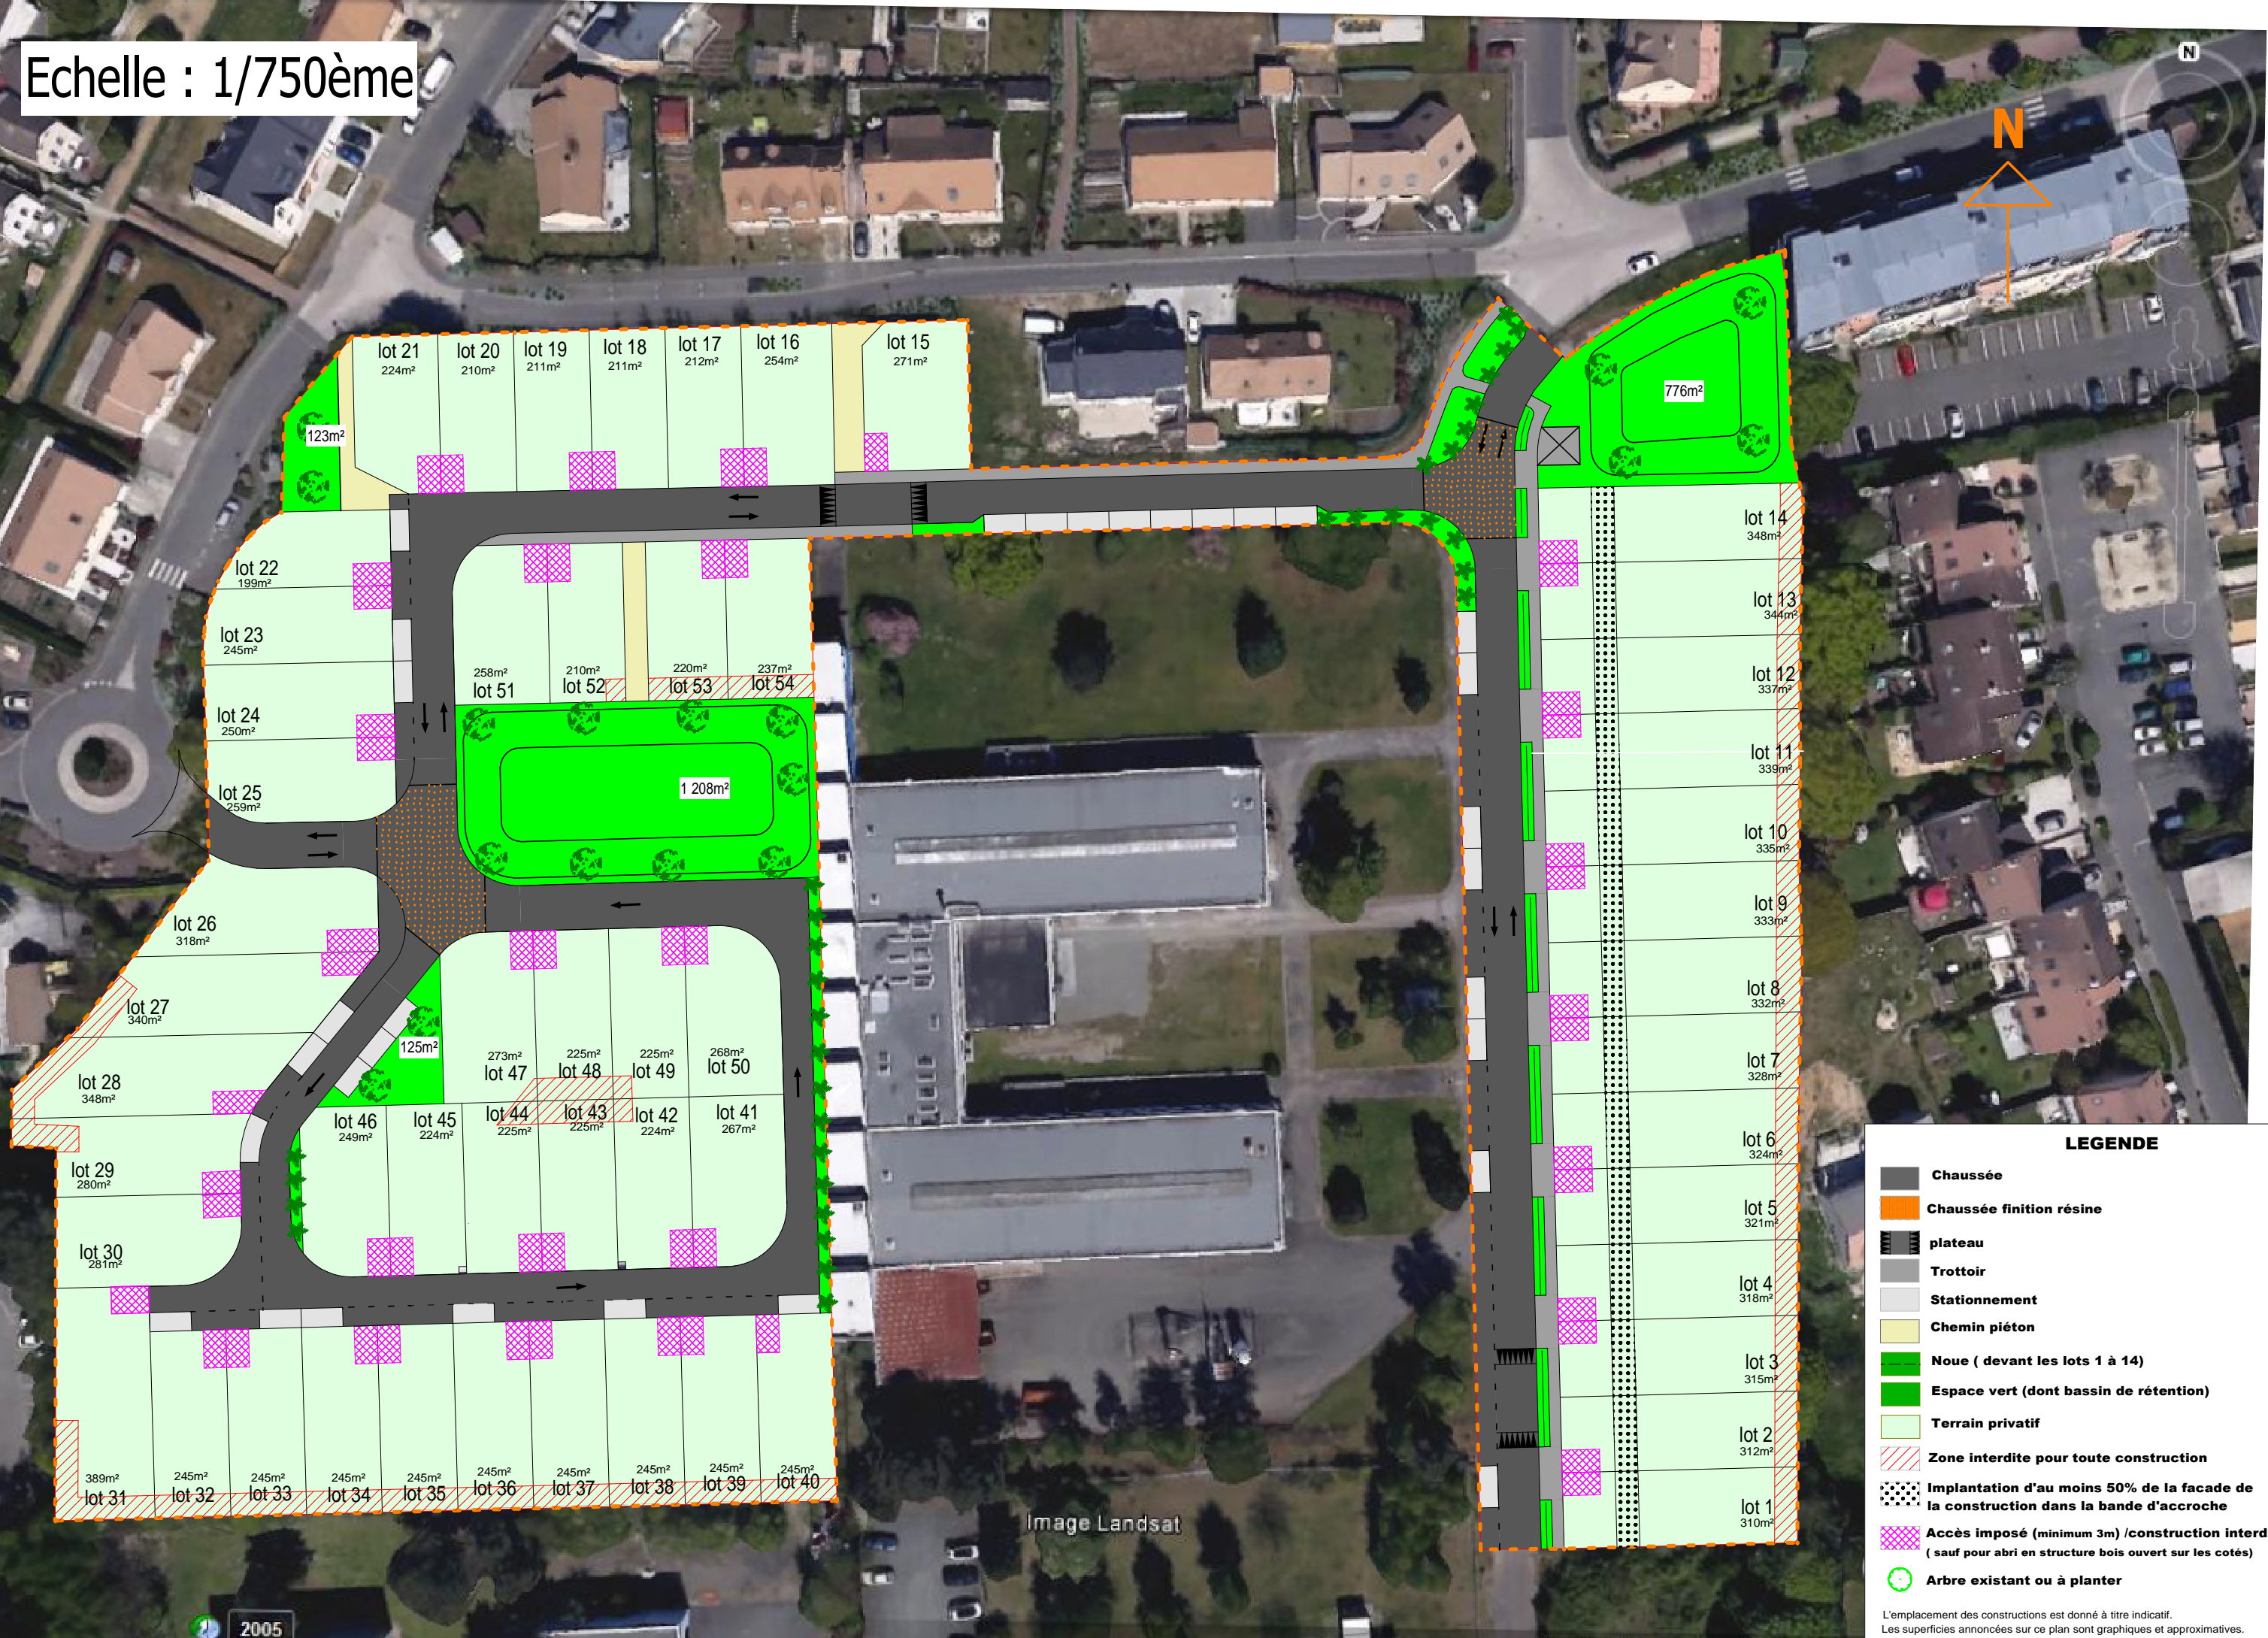 Echelle : 1/750ème
N
N
lot 21
224m²
lot 20
210m²
lot 19
211m²
lot 18
211m²
lot 17
212m²
lot 16
254m²
lot 15
271m²
123m²
776m²
lot 22
199m²
lot 23
245m²
lot 24
250m²
lot 25
259m²
258m²
lot 51
210m²
lot 52
220m²
lot 53
237m²
lot 54
1 208m²
lot 14
348m²
lot 13
344m²
lot 12
337m²
lot 11
339m²
lot 10
335m²
lot 9
333m²
lot 8
332m²
lot 7
328m²
lot 6
324m²
lot 5
321m²
lot 4
318m²
lot 3
315m²
lot 2
312m²
lot 1
310m²
lot 26
318m²
lot 27
340m²
lot 28
348m²
lot 29
280m²
lot 30
281m²
125m²
273m²
lot 47
225m²
lot 48
225m²
lot 49
268m²
lot 50
lot 46
249m²
lot 45
224m²
lot 44
225m²
lot 43
225m²
lot 42
224m²
lot 41
267m²
389m²
lot 31
245m²
lot 32
245m²
lot 33
245m²
lot 34
245m²
lot 35
245m²
lot 36
245m²
lot 37
245m²
lot 38
245m²
lot 39
245m²
lot 40
Image Landsat
2005
LEGENDE
Chaussée
Chaussée finition résine
plateau
Trottoir
Stationnement
Chemin piéton
Noue ( devant les lots 1 à 14)
Espace vert (dont bassin de rétention)
Terrain privatif
Zone interdite pour toute construction
Implantation d'au moins 50% de la facade de
la construction dans la bande d'accroche
Accès imposé (minimum 3m) /construction interd
( sauf pour abri en structure bois ouvert sur les cotés)
Arbre existant ou à planter
L'emplacement des constructions est donné à titre indicatif.
Les superficies annoncées sur ce plan sont graphiques et approximatives.